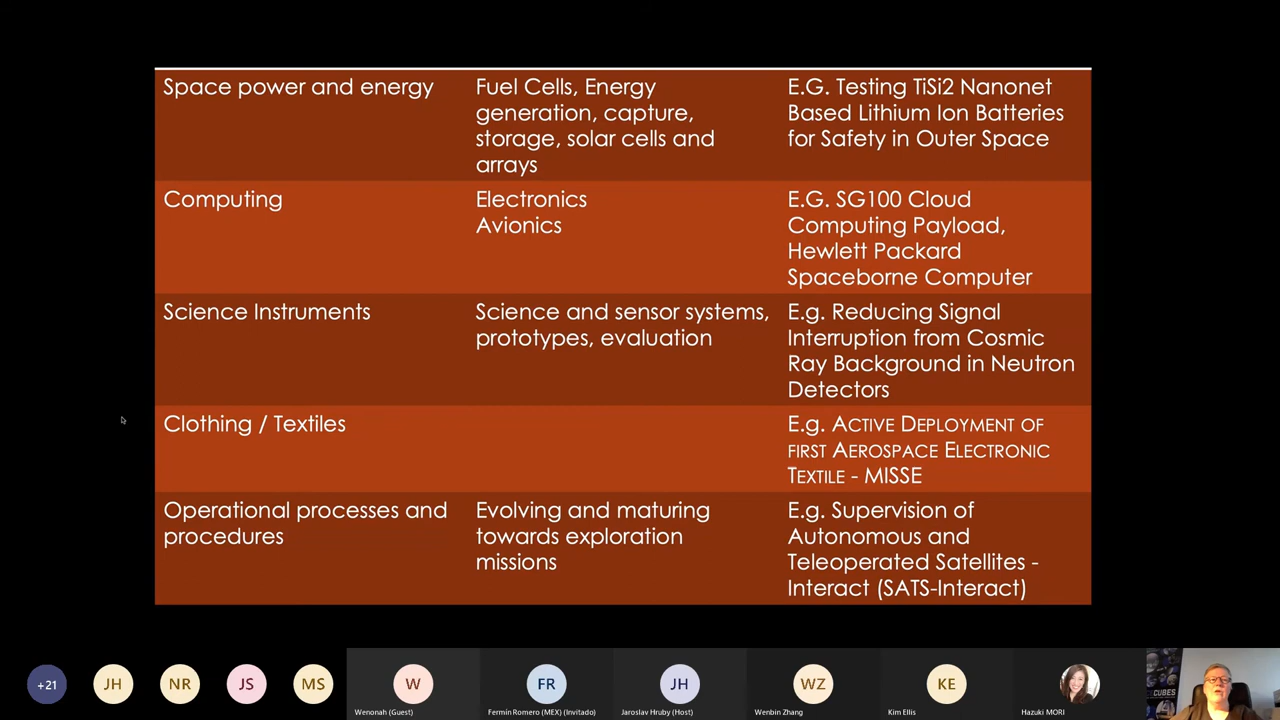 Space power and energy
Fuel Cells, Energy
generation, capture,
storage, solar cells and
arrays
E.G. Testing TiSi2 Nanonet
Based Lithium Ion Batteries
for Safety in Outer Space
Computing
Electronics
Avionics
E.G. SG100 Cloud
Computing Payload,
Hewlett Packard
Spaceborne Computer
Science Instruments
Science and sensor systems,
prototypes, evaluation
E.g. Reducing Signal
Interruption from Cosmic
Ray Background in Neutron
Detectors
Clothing / Textiles
E.g. ACTIVE DEPLOYMENT OF
FIRST AEROSPACE ELECTRONIC
TEXTILE - MISSE
Operational processes and
procedures
Evolving and maturing
towards exploration
missions
E.g. Supervision of
Autonomous and
Teleoperated Satellites -
Interact (SATS-Interact)
+21
JH
NR
JS
MS
W
Wenonah (Guest)
FR
Fermín Romero (MEX) (Invitado)
JH
Jaroslav Hruby (Host)
WZ
Wenbin Zhang
KE
Kim Ellis
Hazuki MORI
CUBES